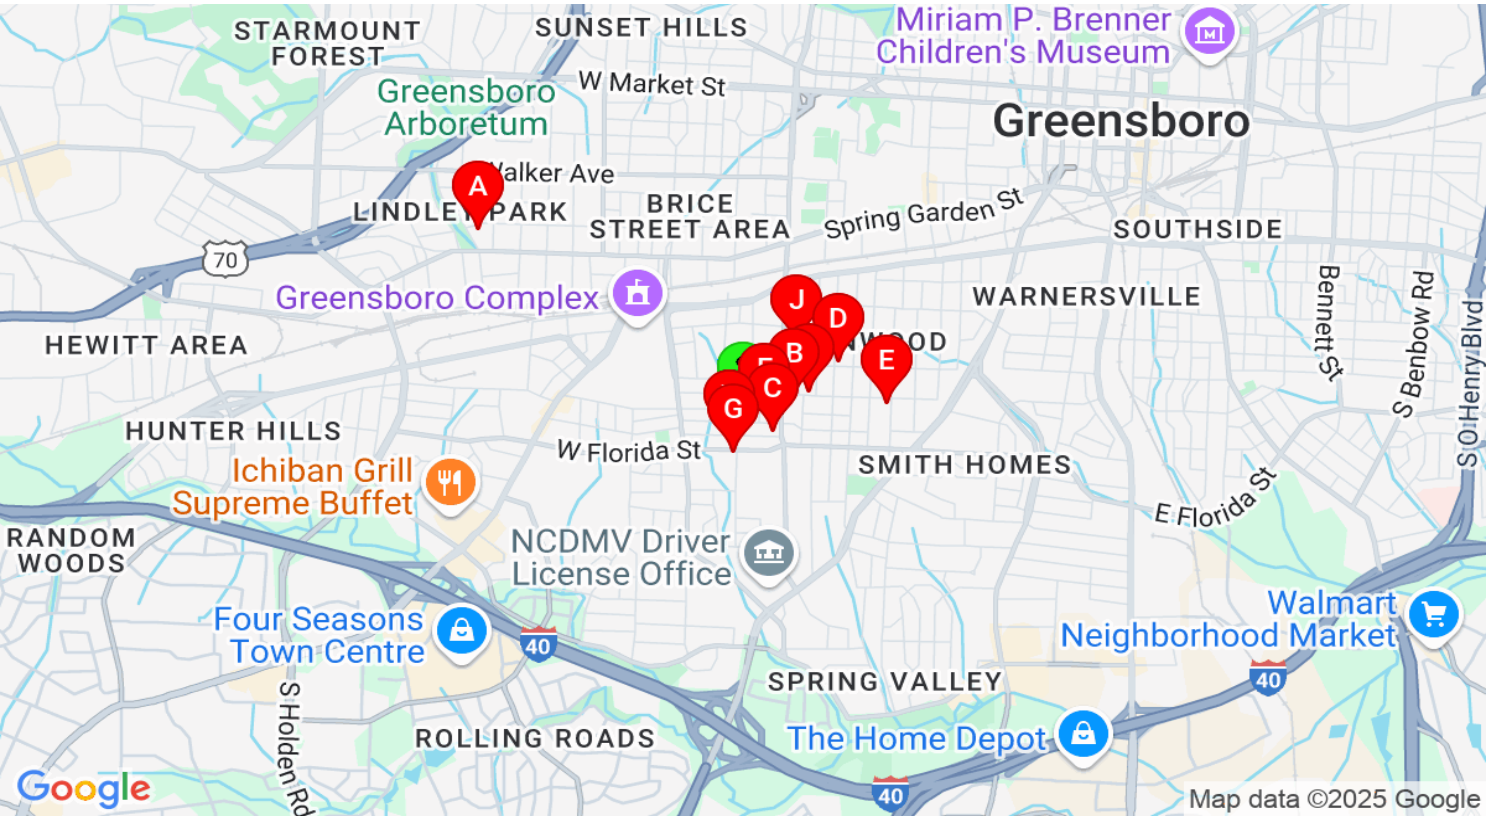 STARMOUNT
FOREST
SUNSET HILLS
Miriam P. Brenner
Children's Museum
W Market St
Greensboro
Arboretum
Greensboro
Walker Ave
A
LINDLEY PARK
BRICE
STREET AREA
Spring Garden St
SOUTHSIDE
70
Greensboro Complex
J
D
WARNERSVILLE
Bennett St
S Benbow Rd
S O Henry Blvd
HEWITT AREA
NWOOD
B
E
C
G
HUNTER HILLS
W Florida St
SMITH HOMES
Ichiban Grill
Supreme Buffet
E Florida St
RANDOM
WOODS
NCDMV Driver
License Office
Four Seasons
Town Centre
40
Walmart
Neighborhood Market
40
SPRING VALLEY
S Holden Rd
ROLLING ROADS
The Home Depot
40
Google
Map data ©2025 Google